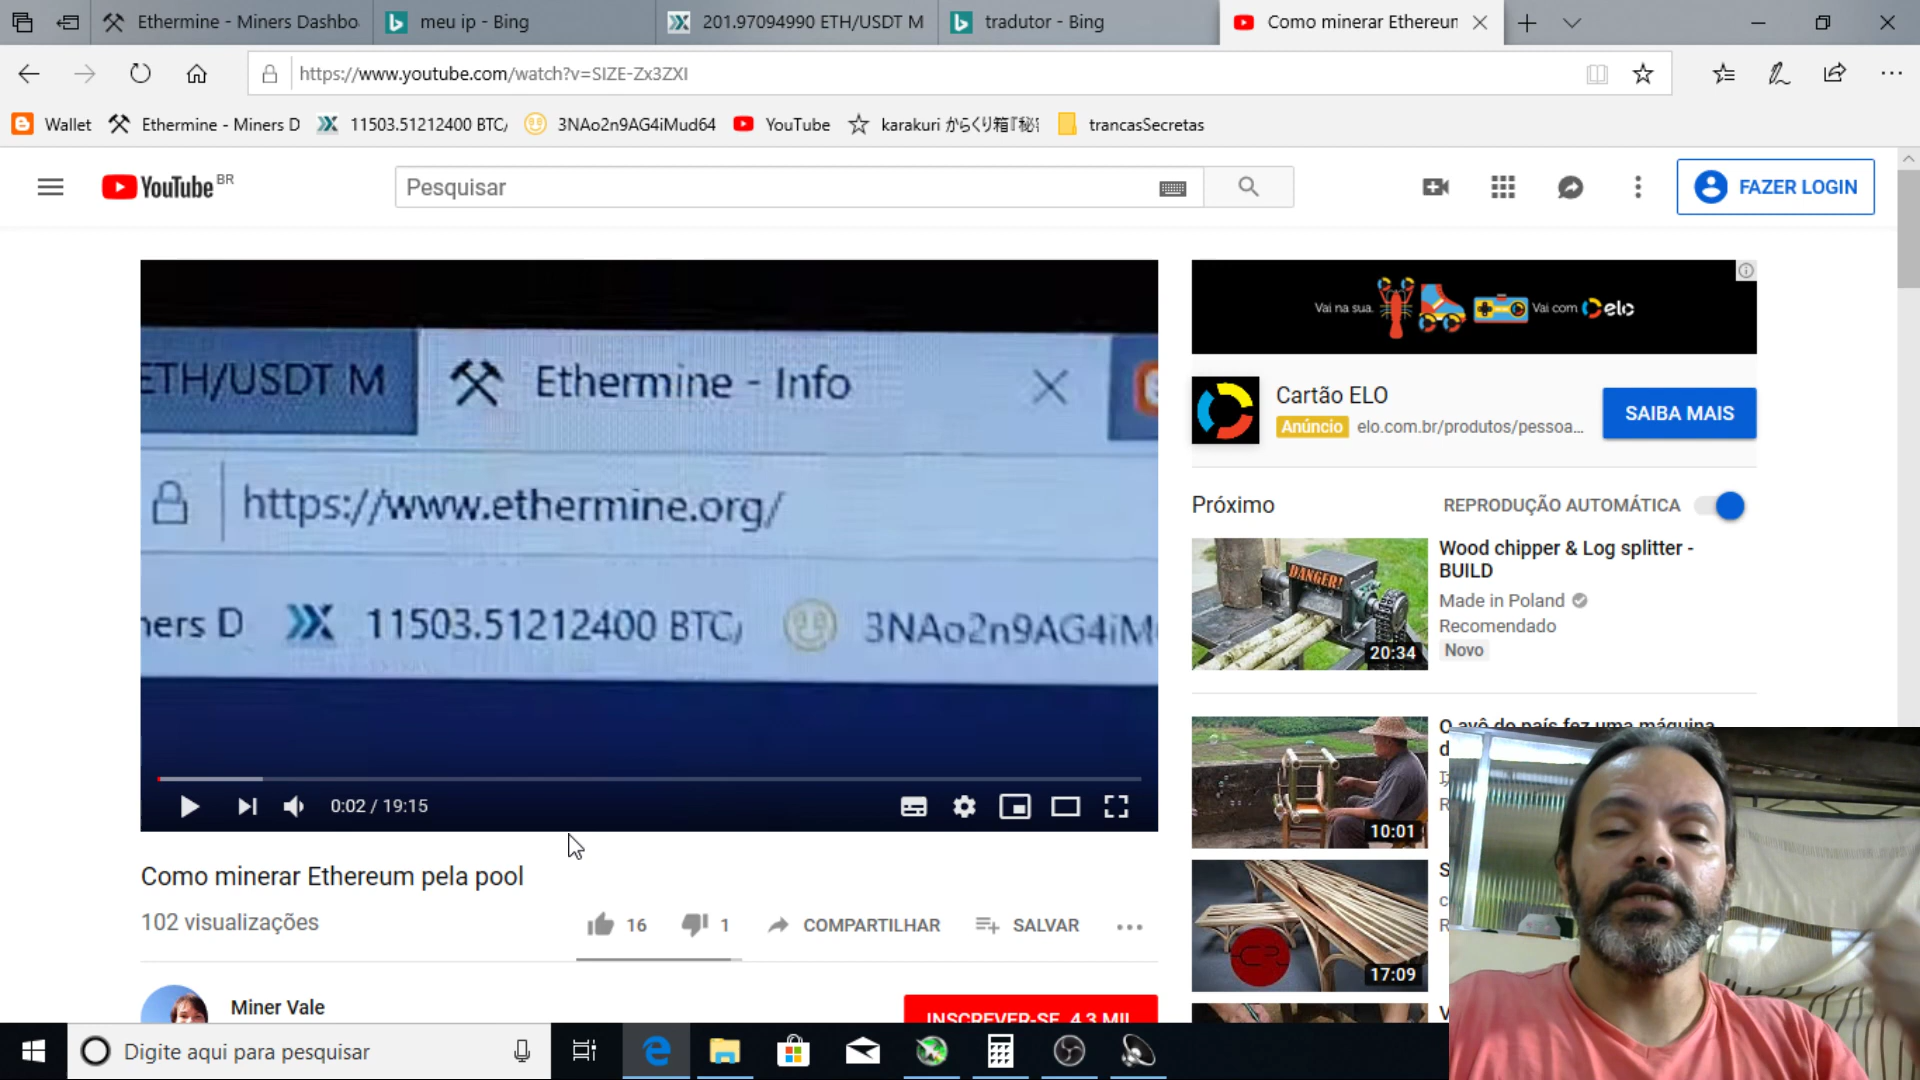 Ethermine - Miners Dashbo
meu ip - Bing
201.97094990 ETH/USDT M
tradutor - Bing
Como minerar Ethereun
https://www.youtube.com/watch?v=SIZE-Zx3ZXI
Wallet
Ethermine - Miners D
11503.51212400 BTC/
3NAo2n9AG4iMud64
YouTube
karakuri からくり箱『秘
trancasSecretas
YouTube BR
Pesquisar
FAZER LOGIN
ETH/USDT M
Ethermine - Info
https://www.ethermine.org/
ners D
11503.51212400 BTC/
3NAo2n9AG4iM
0:02 / 19:15
Vai na sua.
Vai com elo
Cartão ELO
Anúncio elo.com.br/produtos/pessoa...
SAIBA MAIS
Próximo
REPRODUÇÃO AUTOMÁTICA
DANGER!
20:34
Wood chipper & Log splitter -
BUILD
Made in Poland
Recomendado
Novo
10:01
O avô do país fez uma máquina
d
17:09
S
c
R
V
Como minerar Ethereum pela pool
102 visualizações
16
1
COMPARTILHAR
SALVAR
Miner Vale
INSCREVER-SE 4,3 MIL
Digite aqui para pesquisar